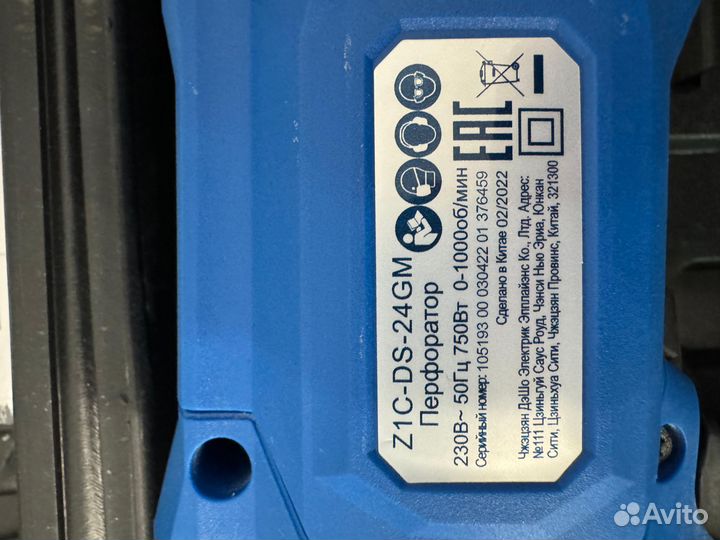 Z1C-DS-24GM
Перфоратор
230В~ 50Гц 750Вт 0-1000об/мин
Серийный номер: 105193 00 030422 01 376459
Сделано в Китае 02/2022
Чжэцзян ДэШо Электрик Эпплайэнс Ко., Лтд. Адрес:
№111 Цзиньгуй Саус Роуд, Чэнси Нью Эриа, Юнкан
Сити, Цзиньхуа Сити, Чжэцзян Провинс, Китай, 321300
EAC
Avito